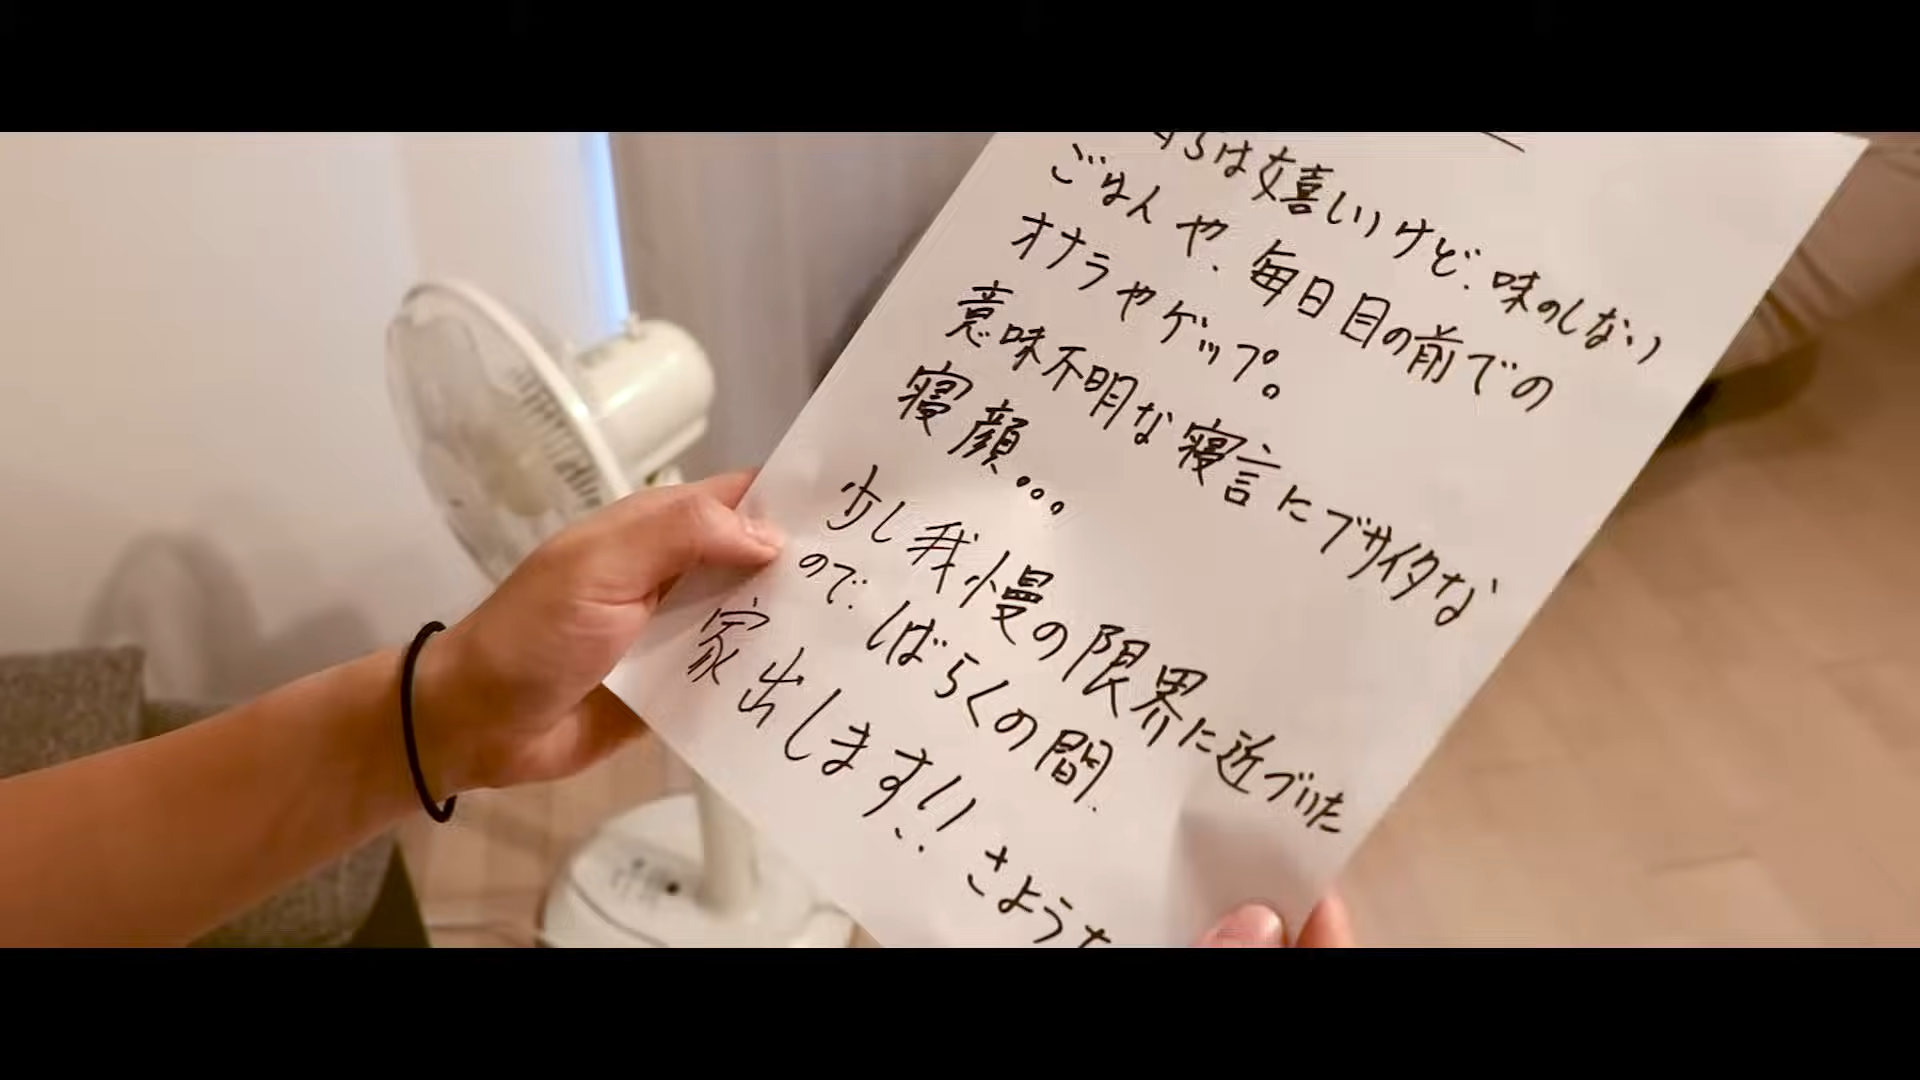 は嬉しいけど、味のしない
ごはんや、毎日目の前での
オナラやゲップ。
意味不明な寝言にブサイクな
寝顔...
少し我慢の限界に近づいた
ので、しばらくの間、
家出します!! さような